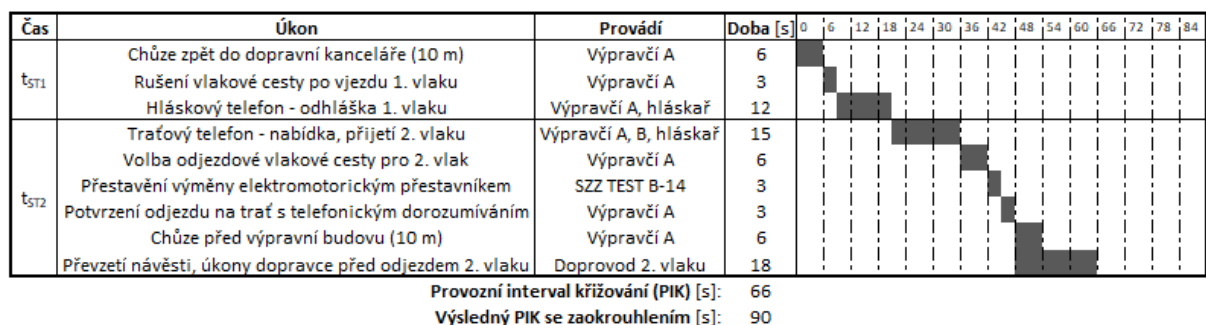 Čas Úkon Provádí Doba [s] 0 6 12 18 24 30 36 42 48 54 60 66 72 78 84
Chůze zpět do dopravní kanceláře (10 m) Výpravčí A 6
tST1 Rušení vlakové cesty po vjezdu 1. vlaku Výpravčí A 3
Hláskový telefon - odhláška 1. vlaku Výpravčí A, hláskař 12
Traťový telefon - nabídka, přijetí 2. vlaku Výpravčí A, B, hláskař 15
Volba odjezdové vlakové cesty pro 2. vlak Výpravčí A 6
Přestavění výměny elektromotorickým přestavníkem SZZ TEST B-14 3
tST2 Potvrzení odjezdu na trať s telefonickým dorozumíváním Výpravčí A 3
Chůze před výpravní budovu (10 m) Výpravčí A 6
Převzetí návěsti, úkony dopravce před odjezdem 2. vlaku Doprovod 2. vlaku 18
Provozní interval křižování (PIK) [s]: 66
Výsledný PIK se zaokrouhlením [s]: 90